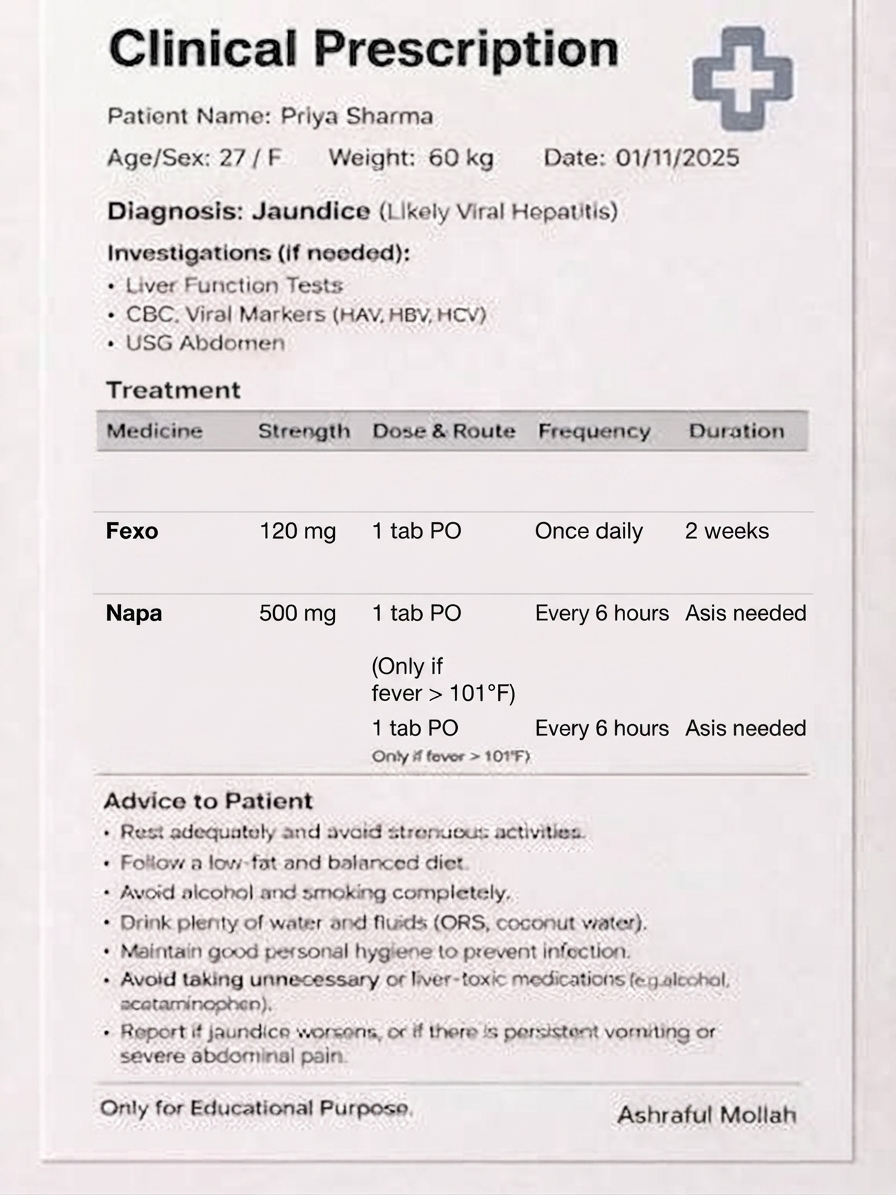 Clinical Prescription
Patient Name: Priya Sharma
Age/Sex: 27 / F Weight: 60 kg Date: 01/11/2025
Diagnosis: Jaundice (Likely Viral Hepatitis)
Investigations (if needed):
• Liver Function Tests
• CBC, Viral Markers (HAV, HBV, HCV)
• USG Abdomen
Treatment
Medicine Strength Dose & Route Frequency Duration
Fexo 120 mg 1 tab PO Once daily 2 weeks
Napa 500 mg 1 tab PO Every 6 hours Asis needed
(Only if
fever > 101°F)
1 tab PO Every 6 hours Asis needed
Only if fever > 101°F)
Advice to Patient
• Rest adequately and avoid strenuous activities.
• Follow a low-fat and balanced diet.
• Avoid alcohol and smoking completely.
• Drink plenty of water and fluids (ORS, coconut water).
• Maintain good personal hygiene to prevent infection.
• Avoid taking unnecessary or liver-toxic medications (e.g.alcohol,
acetaminophen).
• Report if jaundice worsens, or if there is persistent vomiting or
severe abdominal pain.
Only for Educational Purpose.
Ashraful Mollah